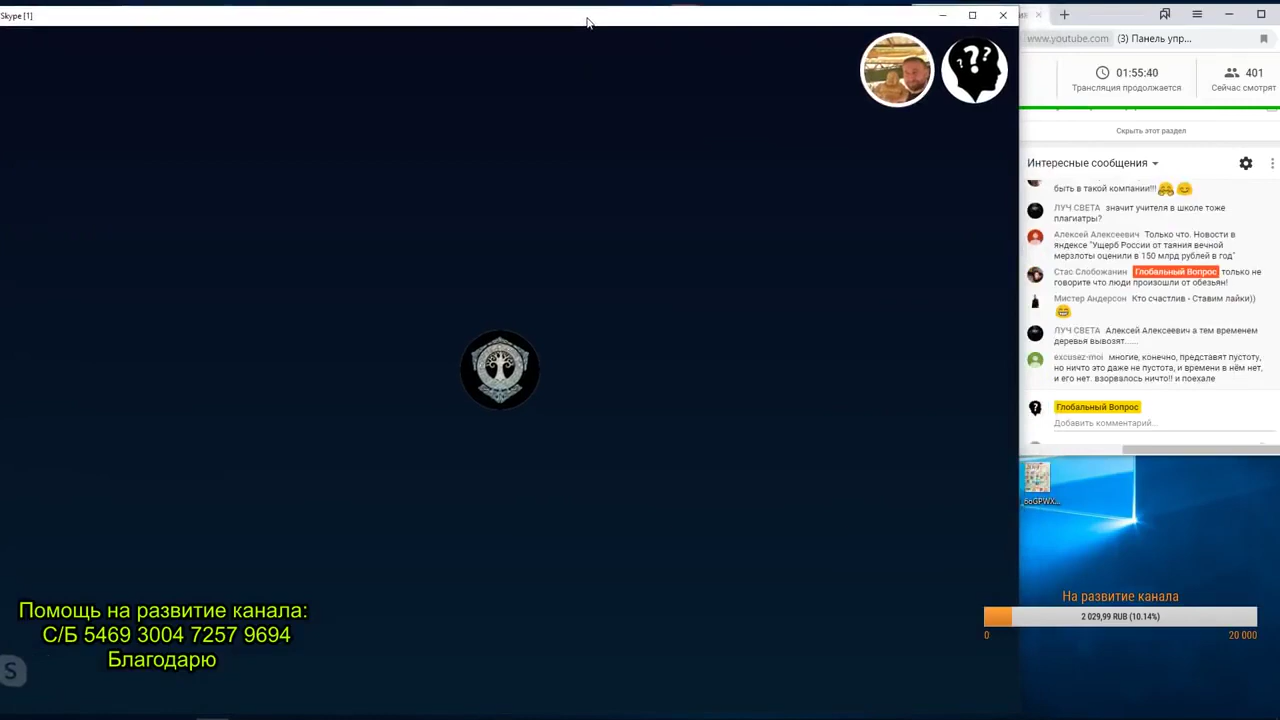 Skype [1]
www.youtube.com (3) Панель упр...
01:55:40
Трансляция продолжается
401
Сейчас смотрят
Скрыть этот раздел
Интересные сообщения
быть в такой компании!!!
ЛУЧ СВЕТА значит учителя в школе тоже
плагиатры?
Алексей Алексеевич Только что. Новости в
яндексе "Ущерб России от таяния вечной
мерзлоты оценили в 150 млрд рублей в год"
Стас Слобожанин Глобальный Вопрос только не
говорите что люди произошли от обезьян!
Мистер Андерсон Кто счастлив - Ставим лайки))
ЛУЧ СВЕТА Алексей Алексеевич а тем временем
деревья вывозят......
excusez-moi многие, конечно, представят пустоту,
но ничто это даже не пустота, и времени в нём нет,
и его нет. взорвалось ничто!! и поехале
Глобальный Вопрос
Добавить комментарий...
_6oGPWX...
На развитие канала
2 029,99 RUB (10.14%)
0 20 000
Помощь на развитие канала:
С/Б 5469 3004 7257 9694
Благодарю
S